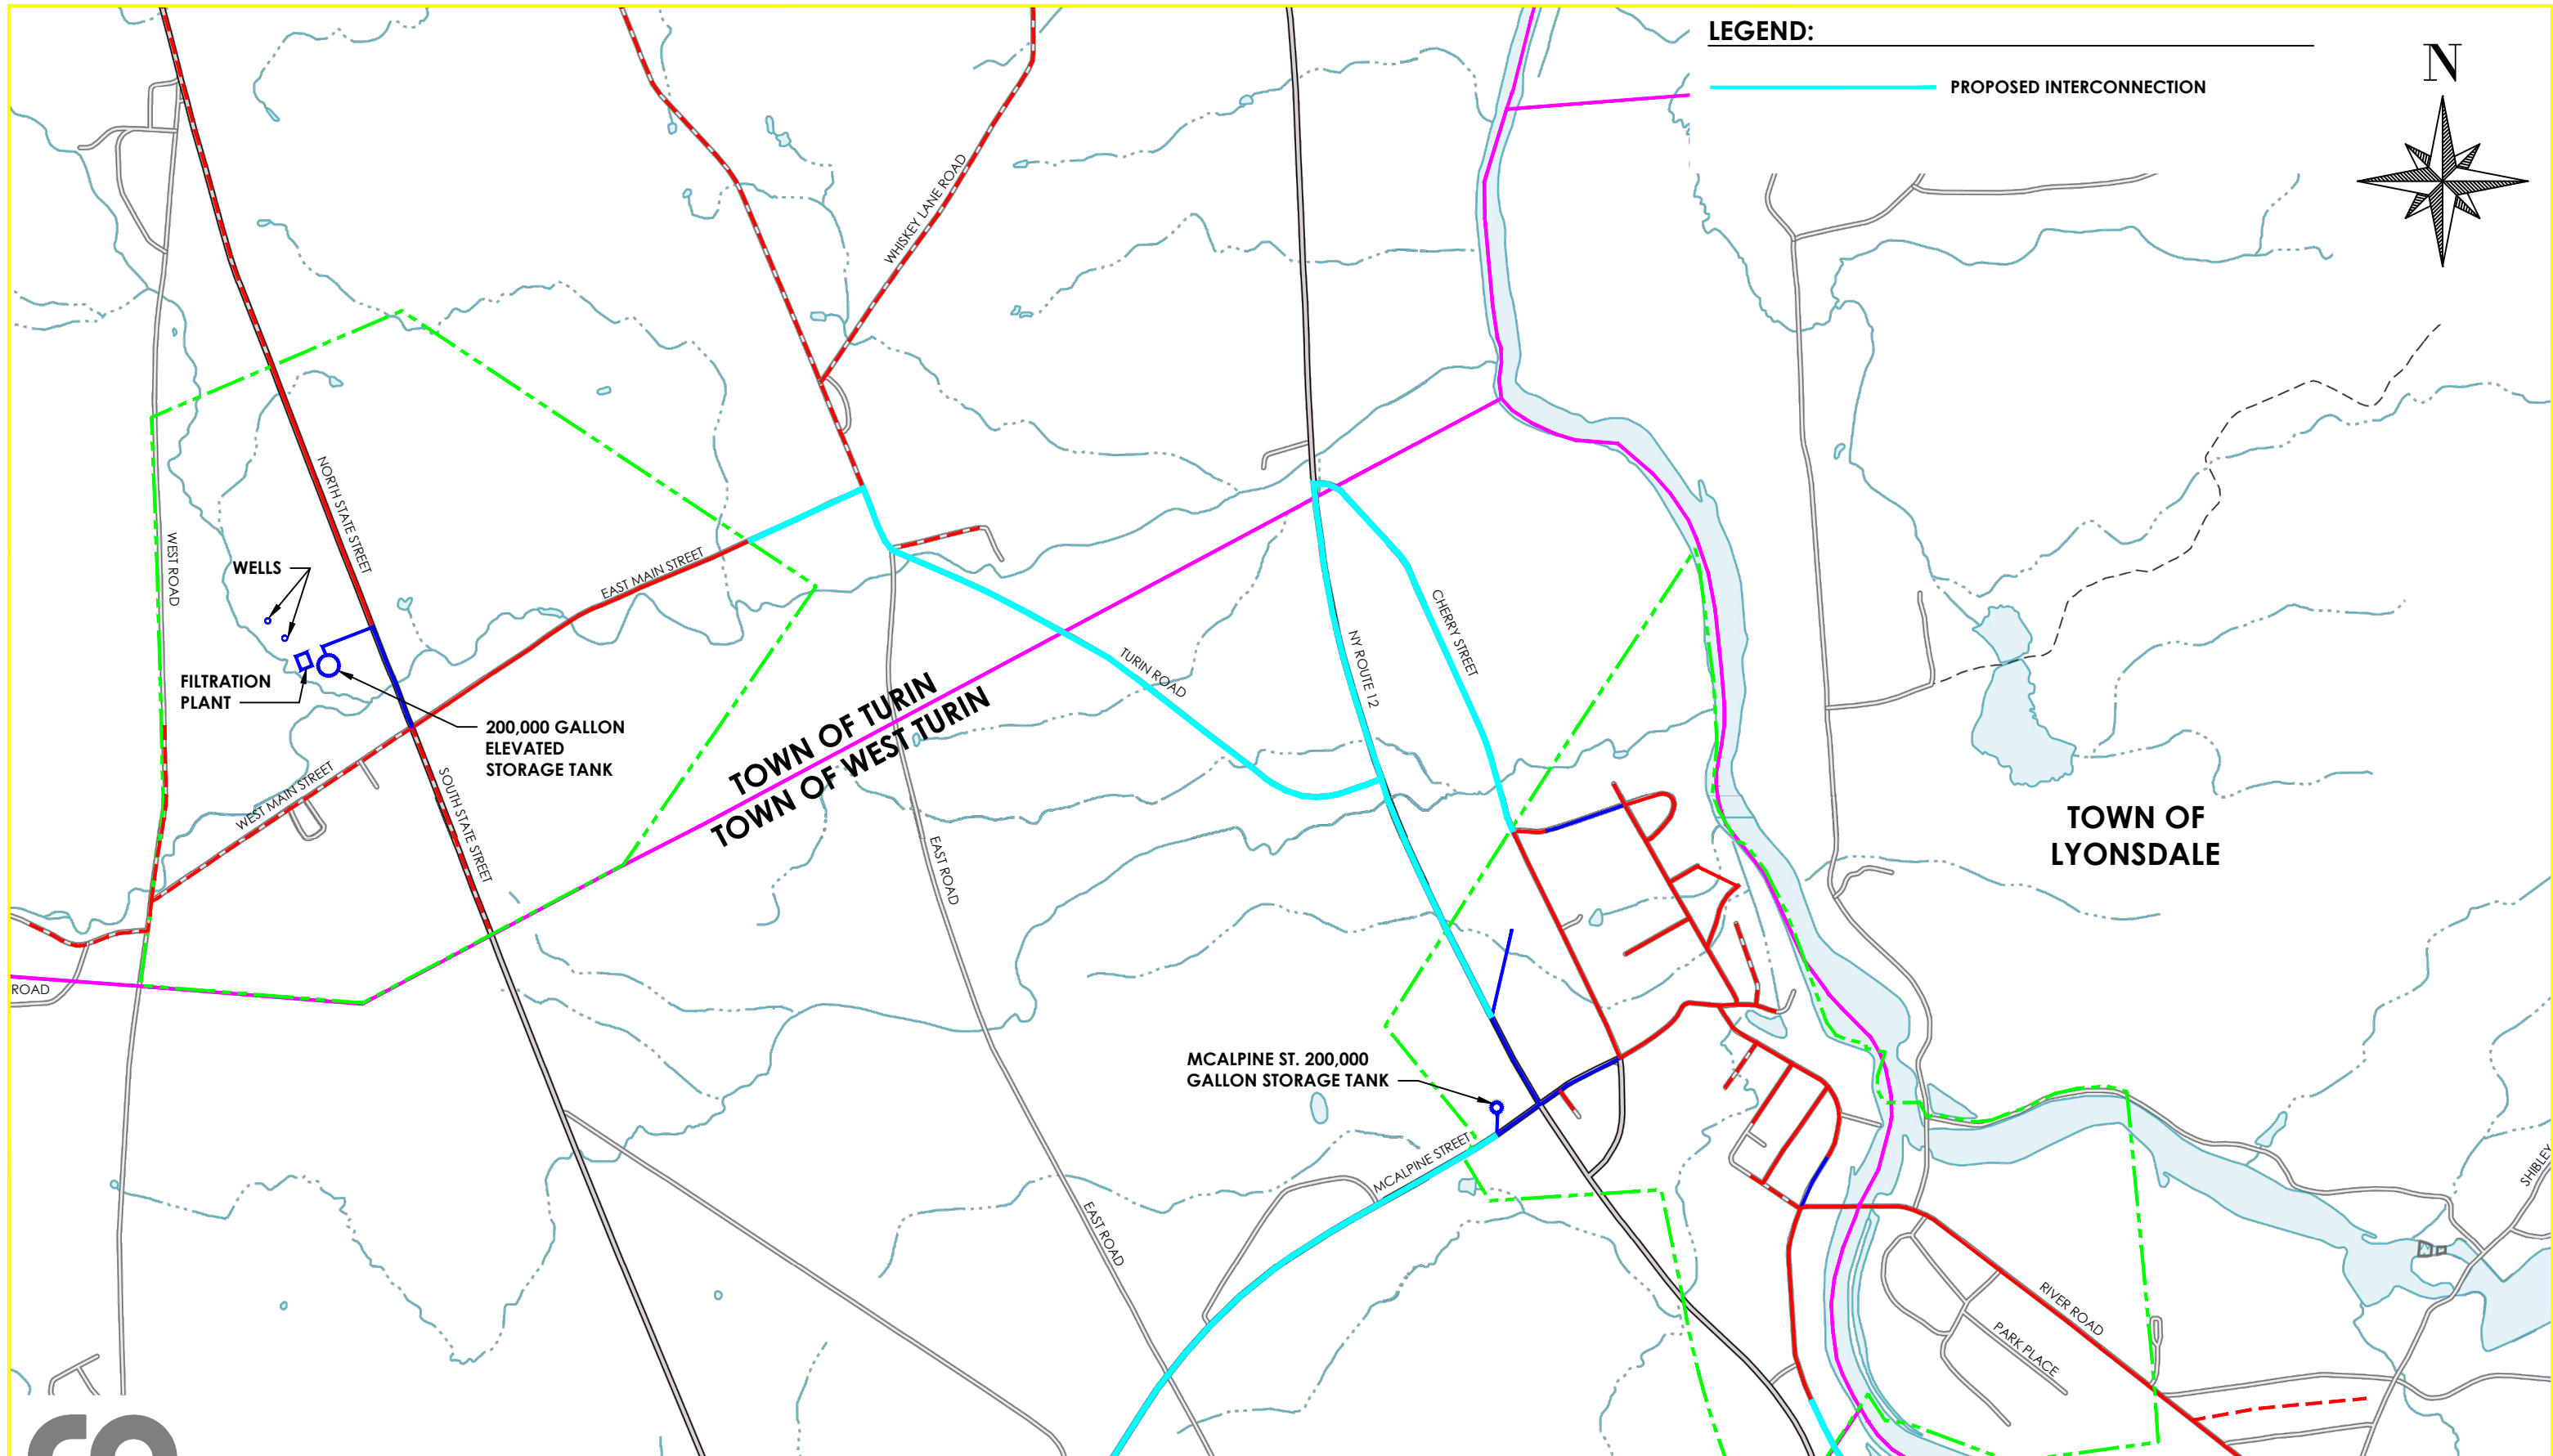 LEGEND:
N
PROPOSED INTERCONNECTION
WHISKEY LANE ROAD
NORTH STATE STREET
WEST ROAD
WELLS
EAST MAIN STREET
CHERRY STREET
NY ROUTE 12
TURIN ROAD
FILTRATION
PLANT
200,000 GALLON
ELEVATED
STORAGE TANK
TOWN OF TURIN
TOWN OF WEST TURIN
WEST MAIN STREET
SOUTH STATE STREET
TOWN OF
LYONSDALE
EAST ROAD
ROAD
MCALPINE ST. 200,000
GALLON STORAGE TANK
MCALPINE STREET
SHIBLEY
EAST ROAD
RIVER ROAD
PARK PLACE